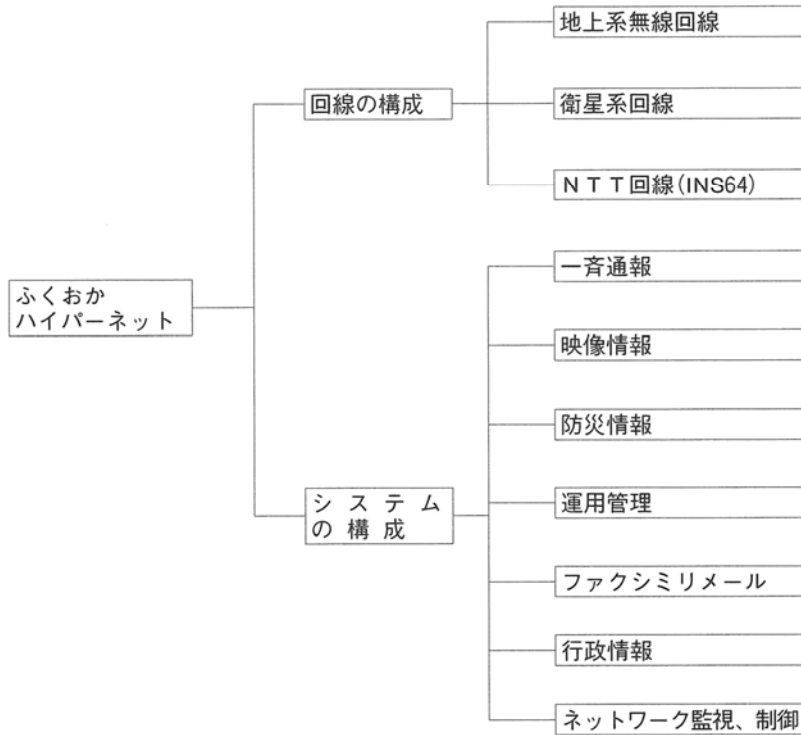 地上系無線回線
回線の構成
衛星系回線
NTT回線(INS64)
ふくおか
ハイパーネット
一斉通報
映像情報
防災情報
システム
の構成
運用管理
ファクシミリメール
行政情報
ネットワーク監視、制御